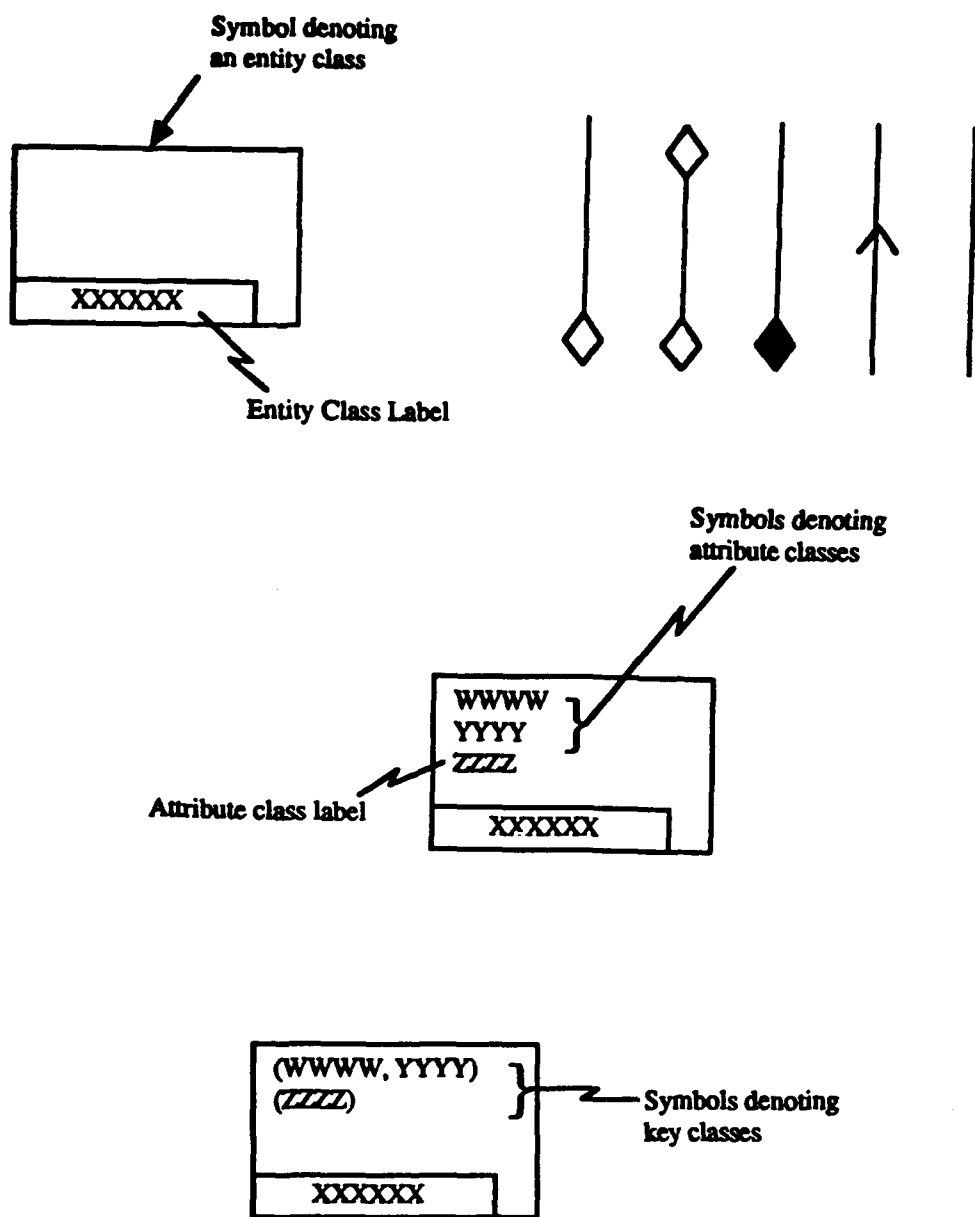 Symbol denoting
an entity class
XXXXXX
Entity Class Label
Symbols denoting
attribute classes
WWWW
YYYY
ZZZZ
Attribute class label
XXXXXX
(WWWW, YYYY)
(ZZZZ)
Symbols denoting
key classes
XXXXXX